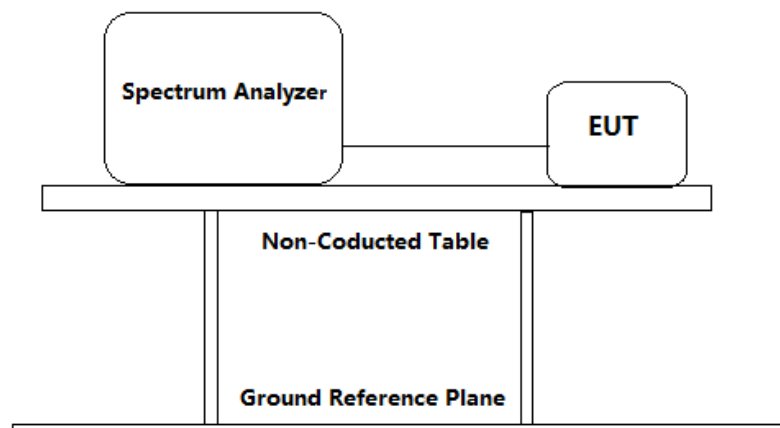 Spectrum Analyzer
EUT
Non-Coducted Table
Ground Reference Plane